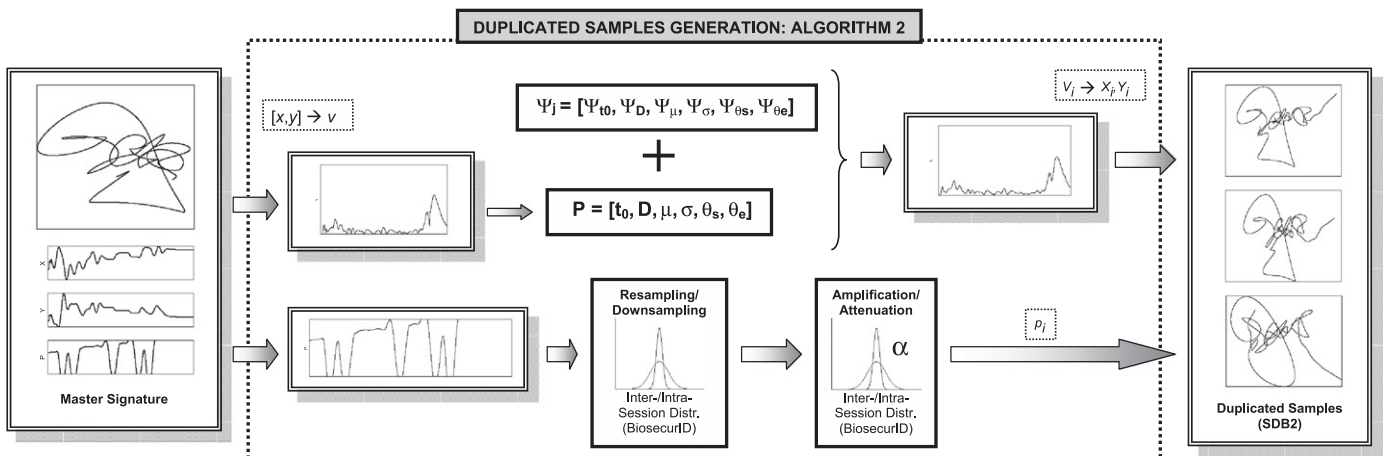 DUPLICATED SAMPLES GENERATION: ALGORITHM 2
X
Y
P
Master Signature
[x,y] → v
Ψj = [Ψt0, ΨD, Ψμ, Ψσ, Ψθs, Ψθe]
+
P = [t0, D, μ, σ, θs, θe]
Vj → Xj,Yj
Resampling/
Downsampling
Inter-/Intra-
Session Distr.
(BiosecurID)
Amplification/
Attenuation
α
Inter-/Intra-
Session Distr.
(BiosecurID)
pj
Duplicated Samples
(SDB2)